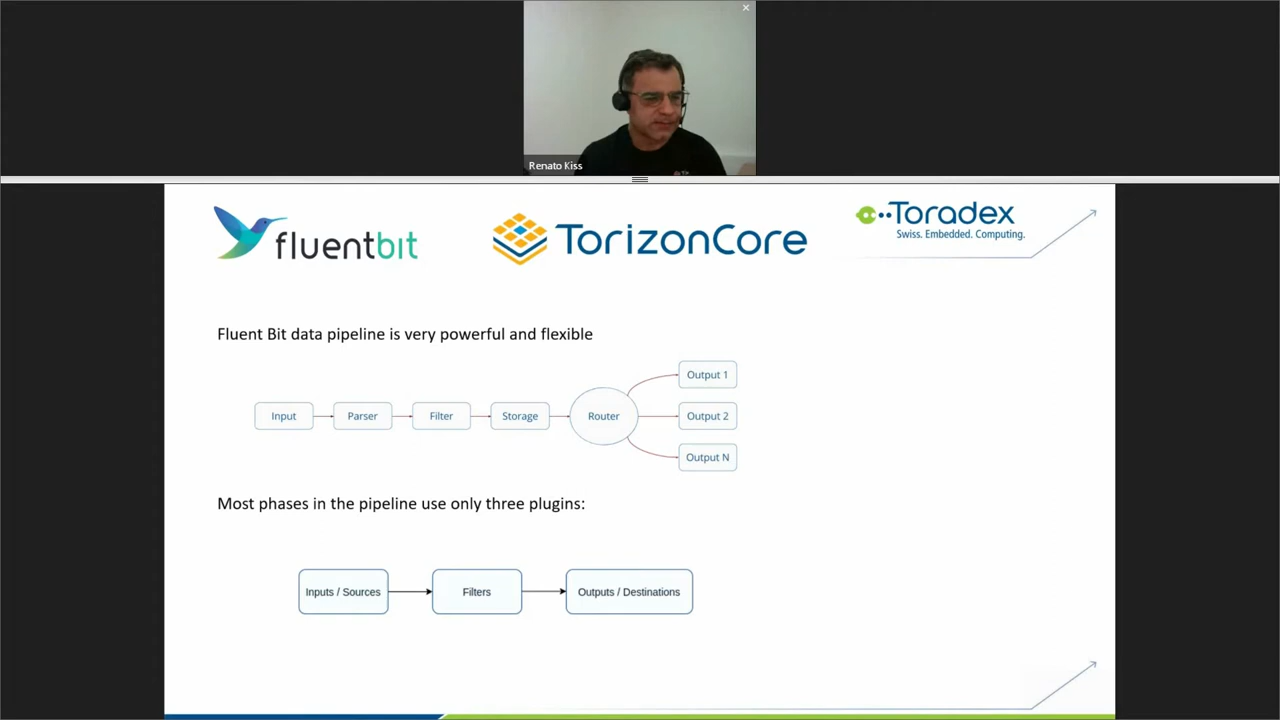 Renato Kiss
fluentbit
TorizonCore
Toradex
Swiss. Embedded. Computing.
Fluent Bit data pipeline is very powerful and flexible
Input
Parser
Filter
Storage
Router
Output 1
Output 2
Output N
Most phases in the pipeline use only three plugins:
Inputs / Sources
Filters
Outputs / Destinations